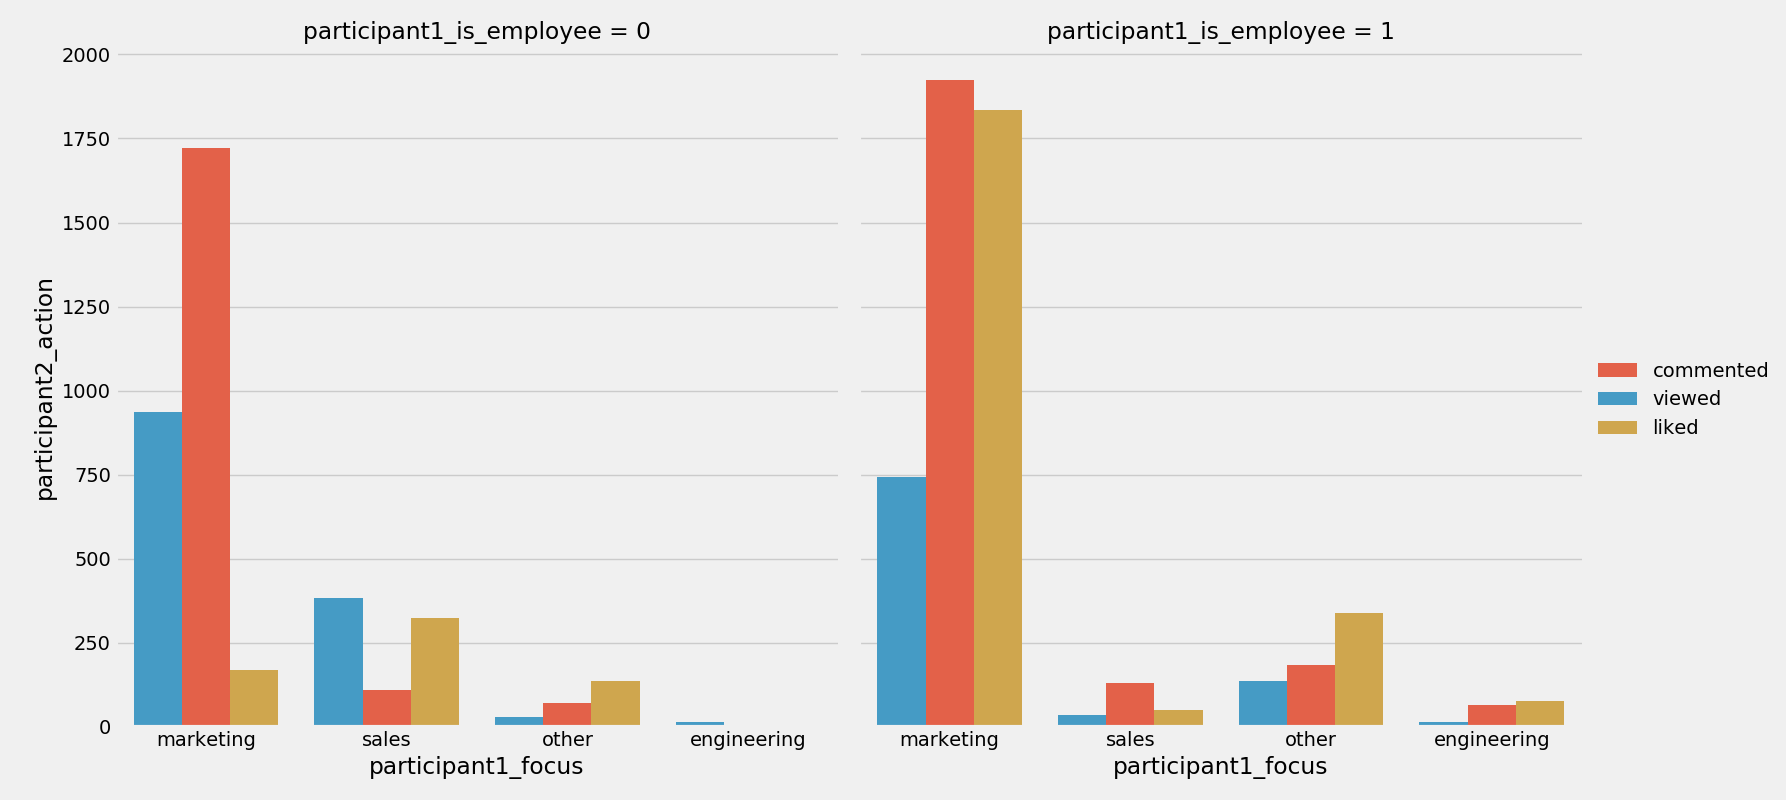 participant1_is_employee = 0
participant1_is_employee = 1
2000
1750
1500
1250
1000
750
500
250
0
participant2_action
marketing sales other engineering
marketing sales other engineering
participant1_focus
participant1_focus
commented
viewed
liked